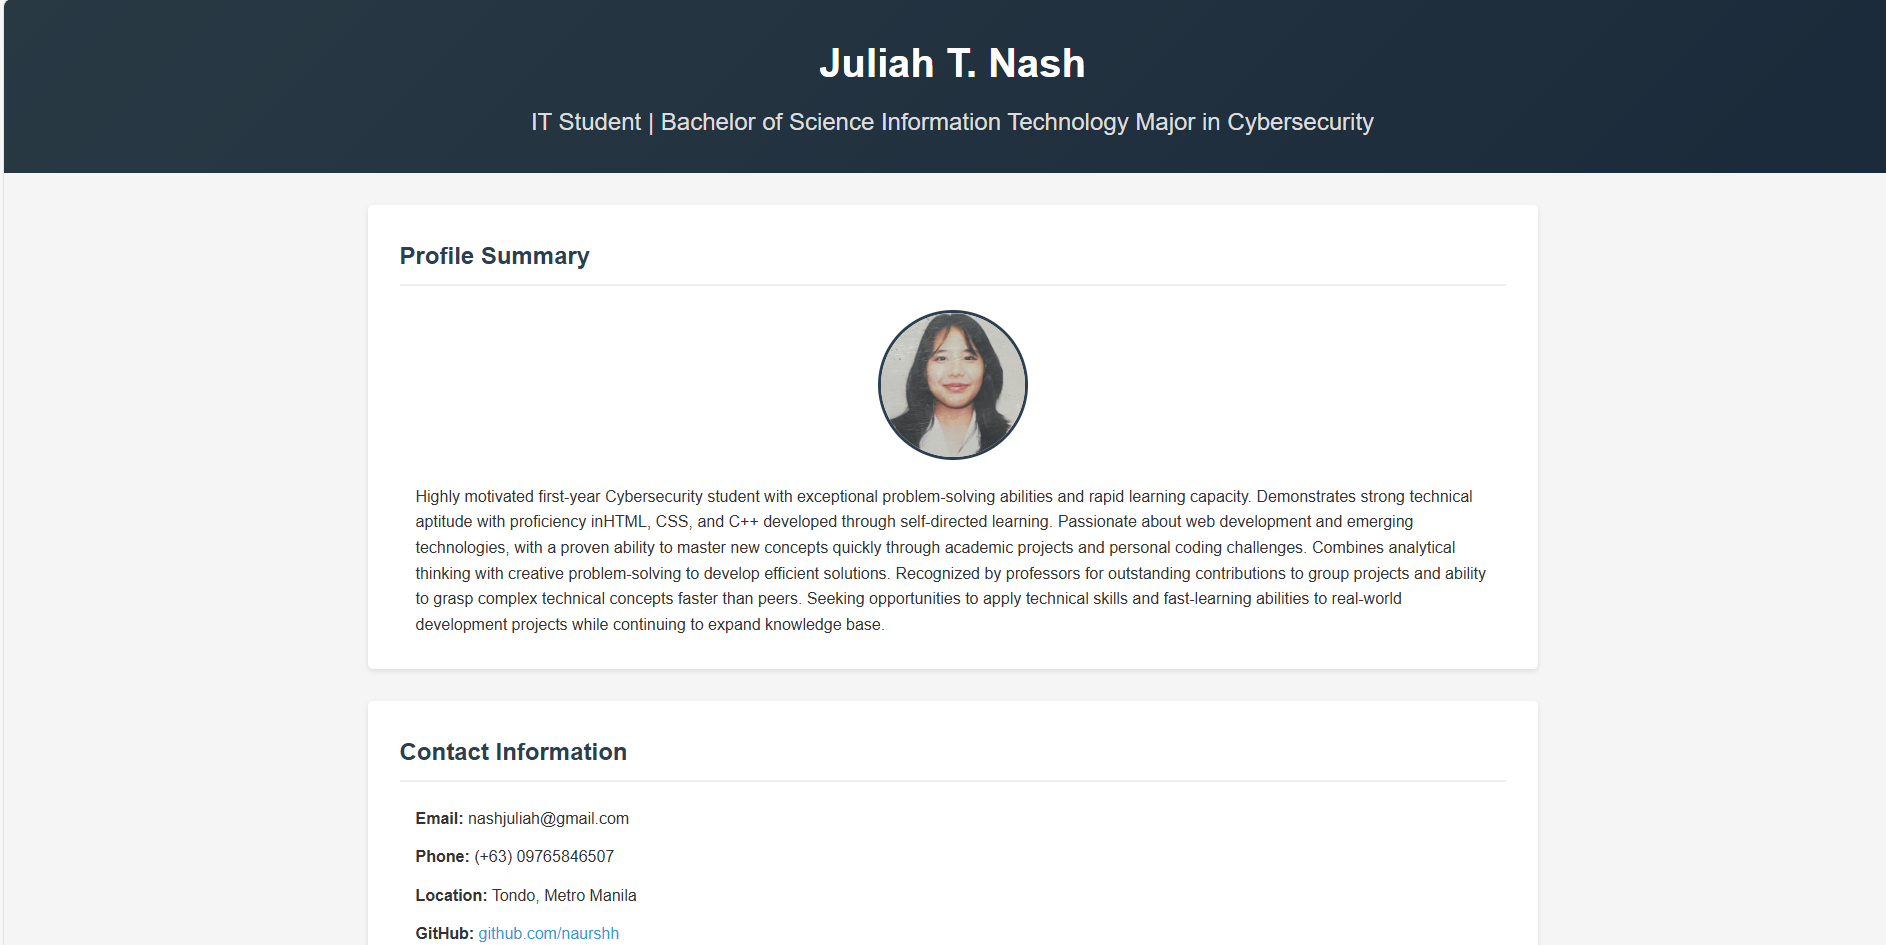 Juliah T. Nash
IT Student | Bachelor of Science Information Technology Major in Cybersecurity
Profile Summary
Highly motivated first-year Cybersecurity student with exceptional problem-solving abilities and rapid learning capacity. Demonstrates strong technical
aptitude with proficiency inHTML, CSS, and C++ developed through self-directed learning. Passionate about web development and emerging
technologies, with a proven ability to master new concepts quickly through academic projects and personal coding challenges. Combines analytical
thinking with creative problem-solving to develop efficient solutions. Recognized by professors for outstanding contributions to group projects and ability
to grasp complex technical concepts faster than peers. Seeking opportunities to apply technical skills and fast-learning abilities to real-world
development projects while continuing to expand knowledge base.
Contact Information
Email: nashjuliah@gmail.com
Phone: (+63) 09765846507
Location: Tondo, Metro Manila
GitHub: github.com/naurshh